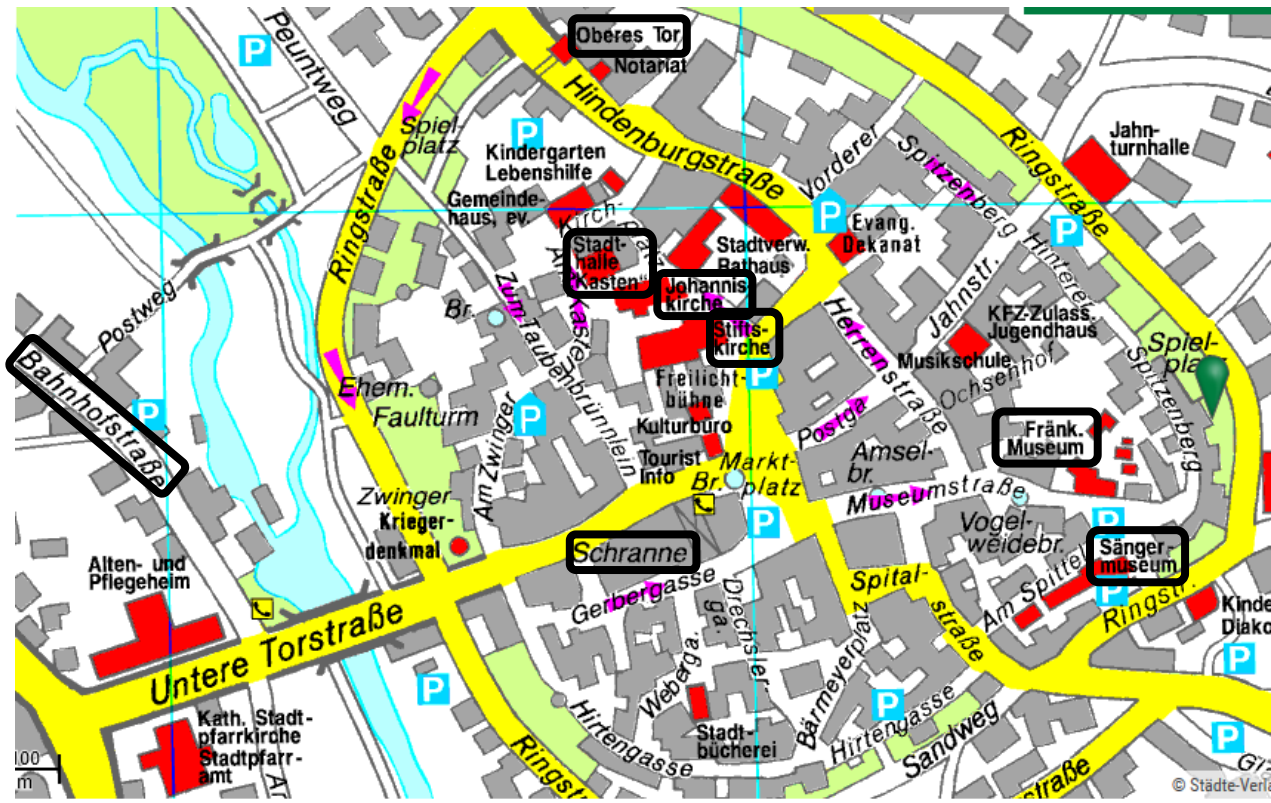 Oberes Tor
Notariat
Peuntweg
P
Hindenburgstraße
Spiel-
platz
P
Kindergarten
Lebenshilfe
Gemeinde-
haus, ev.
Ringstraße
Kirch-
Vorderer
Spitzenberg
Ringstraße
Jahn-
turnhalle
P
Evang.
Dekanat
P
Hinterer
Spitzenberg
Stadt-
halle
"Kasten"
Stadtverw.
Rathaus
Johannis-
kirche
Stifts-
kirche
P
Postweg
Bahnhofstraße
P
Br.
Zum Taubenbrünnlein
Ehem.
Faulturm
P
Am Zwinger
Freilicht-
bühne
Kulturbüro
Tourist
Info
Br.
Markt-
platz
Herrenstraße
Jahnstr.
KFZ-Zulass.
Jugendhaus
Musikschule
Ochsenhof
Spiel-
Postga
Fränk.
Museum
Amsel-
br.
Museumstraße
Vogel-
weidebr.
P
Sänger-
museum
P
Am Spittel
Ringstr.
Kinde
Diako
P
Zwinger
Krieger-
denkmal
Schranne
P
Gerbergasse
Drechsler-
ga.
Weberga.
Bärmeyerplatz
Spital-
straße
Alten- und
Pflegeheim
Untere Torstraße
P
Kath. Stadt-
pfarrkirche
Stadtpfarr-
amt
Hirtengasse
Ringst
Stadt-
bücherei
P
Hirtengasse
Sandweg
straße
P
m
© Städte-Verla